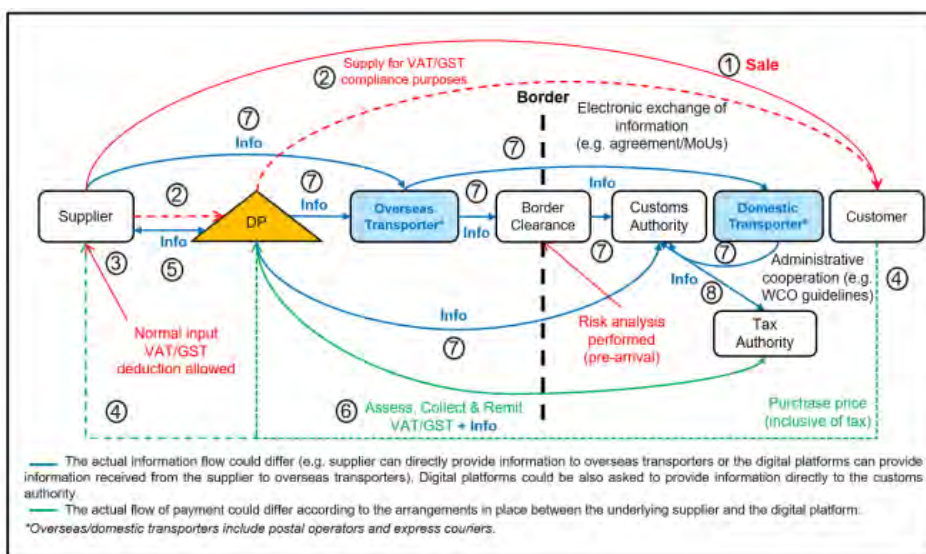 ① Sale
② Supply for VAT/GST
compliance purposes
Border
Electronic exchange of
information
(e.g. agreement/MoUs)
⑦
Info
⑦
Info
②
⑦
Info
⑦
Info
Supplier
DP
Overseas
Transporter*
Border
Clearance
Customs
Authority
Domestic
Transporter*
Customer
Info
③
⑤
⑦
⑦
Administrative
cooperation (e.g.
WCO guidelines)
④
Info
⑧
Info
⑦
Normal input
VAT/GST
deduction allowed
Risk analysis
performed
(pre-arrival)
Tax
Authority
④
⑥ Assess, Collect & Remit
VAT/GST + Info
Purchase price
(inclusive of tax)
The actual information flow could differ (e.g. supplier can directly provide information to overseas transporters or the digital platforms can provide
information received from the supplier to overseas transporters). Digital platforms could be also asked to provide information directly to the customs
authority.
The actual flow of payment could differ according to the arrangements in place between the underlying supplier and the digital platform.
*Overseas/domestic transporters include postal operators and express couriers.